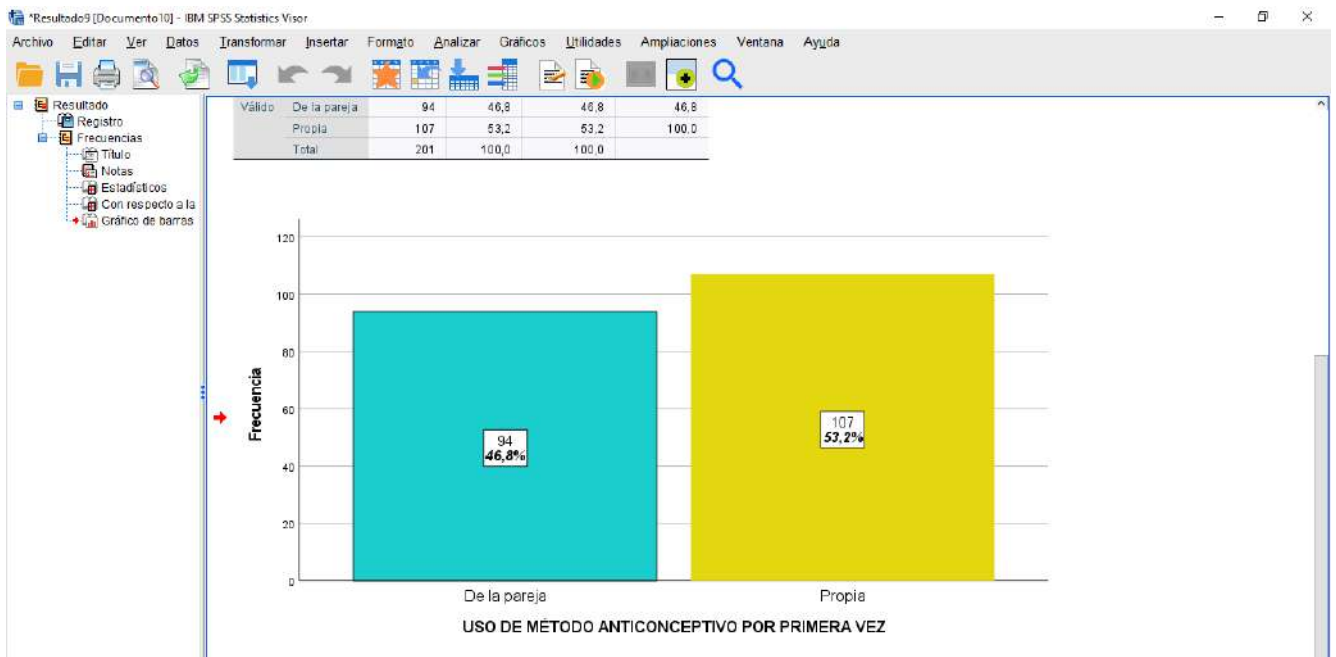 *Resultado9 [Documento10] - IBM SPSS Statistics Visor
Archivo Editar Ver Datos Transformar Insertar Formato Analizar Gráficos Utilidades Ampliaciones Ventana Ayuda
Resultado
Registro
Frecuencias
Título
Notas
Estadísticos
Con respecto a la
Gráfico de barras
Válido De la pareja 94 46,8 46,8 46,8
Propia 107 53,2 53,2 100,0
Total 201 100,0 100,0
Frecuencia
120
100
80
60
40
20
0
94
46,8%
107
53,2%
De la pareja Propia
USO DE MÉTODO ANTICONCEPTIVO POR PRIMERA VEZ